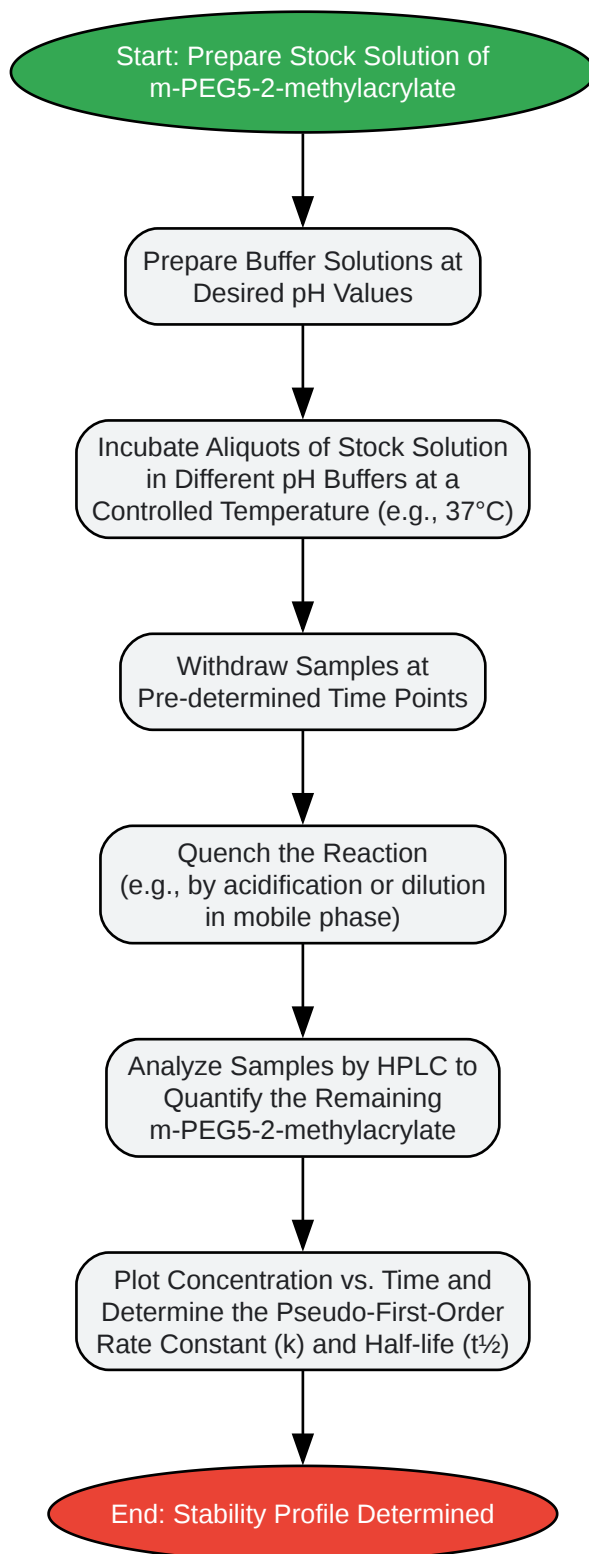 Start: Prepare Stock Solution of
m-PEG5-2-methylacrylate
Prepare Buffer Solutions at
Desired pH Values
Incubate Aliquots of Stock Solution
in Different pH Buffers at a
Controlled Temperature (e.g., 37°C)
Withdraw Samples at
Pre-determined Time Points
Quench the Reaction
(e.g., by acidification or dilution
in mobile phase)
Analyze Samples by HPLC to
Quantify the Remaining
m-PEG5-2-methylacrylate
Plot Concentration vs. Time and
Determine the Pseudo-First-Order
Rate Constant (k) and Half-life (t½)
End: Stability Profile Determined